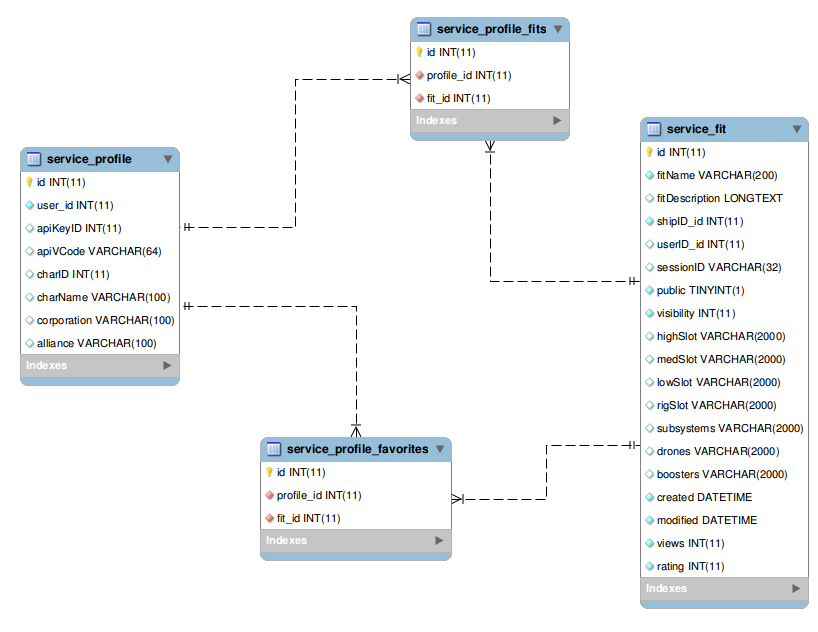 service_profile_fits
id INT(11)
profile_id INT(11)
fit_id INT(11)
Indexes
service_profile
id INT(11)
user_id INT(11)
apiKeyID INT(11)
apiVCode VARCHAR(64)
charID INT(11)
charName VARCHAR(100)
corporation VARCHAR(100)
alliance VARCHAR(100)
Indexes
service_fit
id INT(11)
fitName VARCHAR(200)
fitDescription LONGTEXT
shipID_id INT(11)
userID_id INT(11)
sessionID VARCHAR(32)
public TINYINT(1)
visibility INT(11)
highSlot VARCHAR(2000)
medSlot VARCHAR(2000)
lowSlot VARCHAR(2000)
rigSlot VARCHAR(2000)
subsystems VARCHAR(2000)
drones VARCHAR(2000)
boosters VARCHAR(2000)
created DATETIME
modified DATETIME
views INT(11)
rating INT(11)
Indexes
service_profile_favorites
id INT(11)
profile_id INT(11)
fit_id INT(11)
Indexes